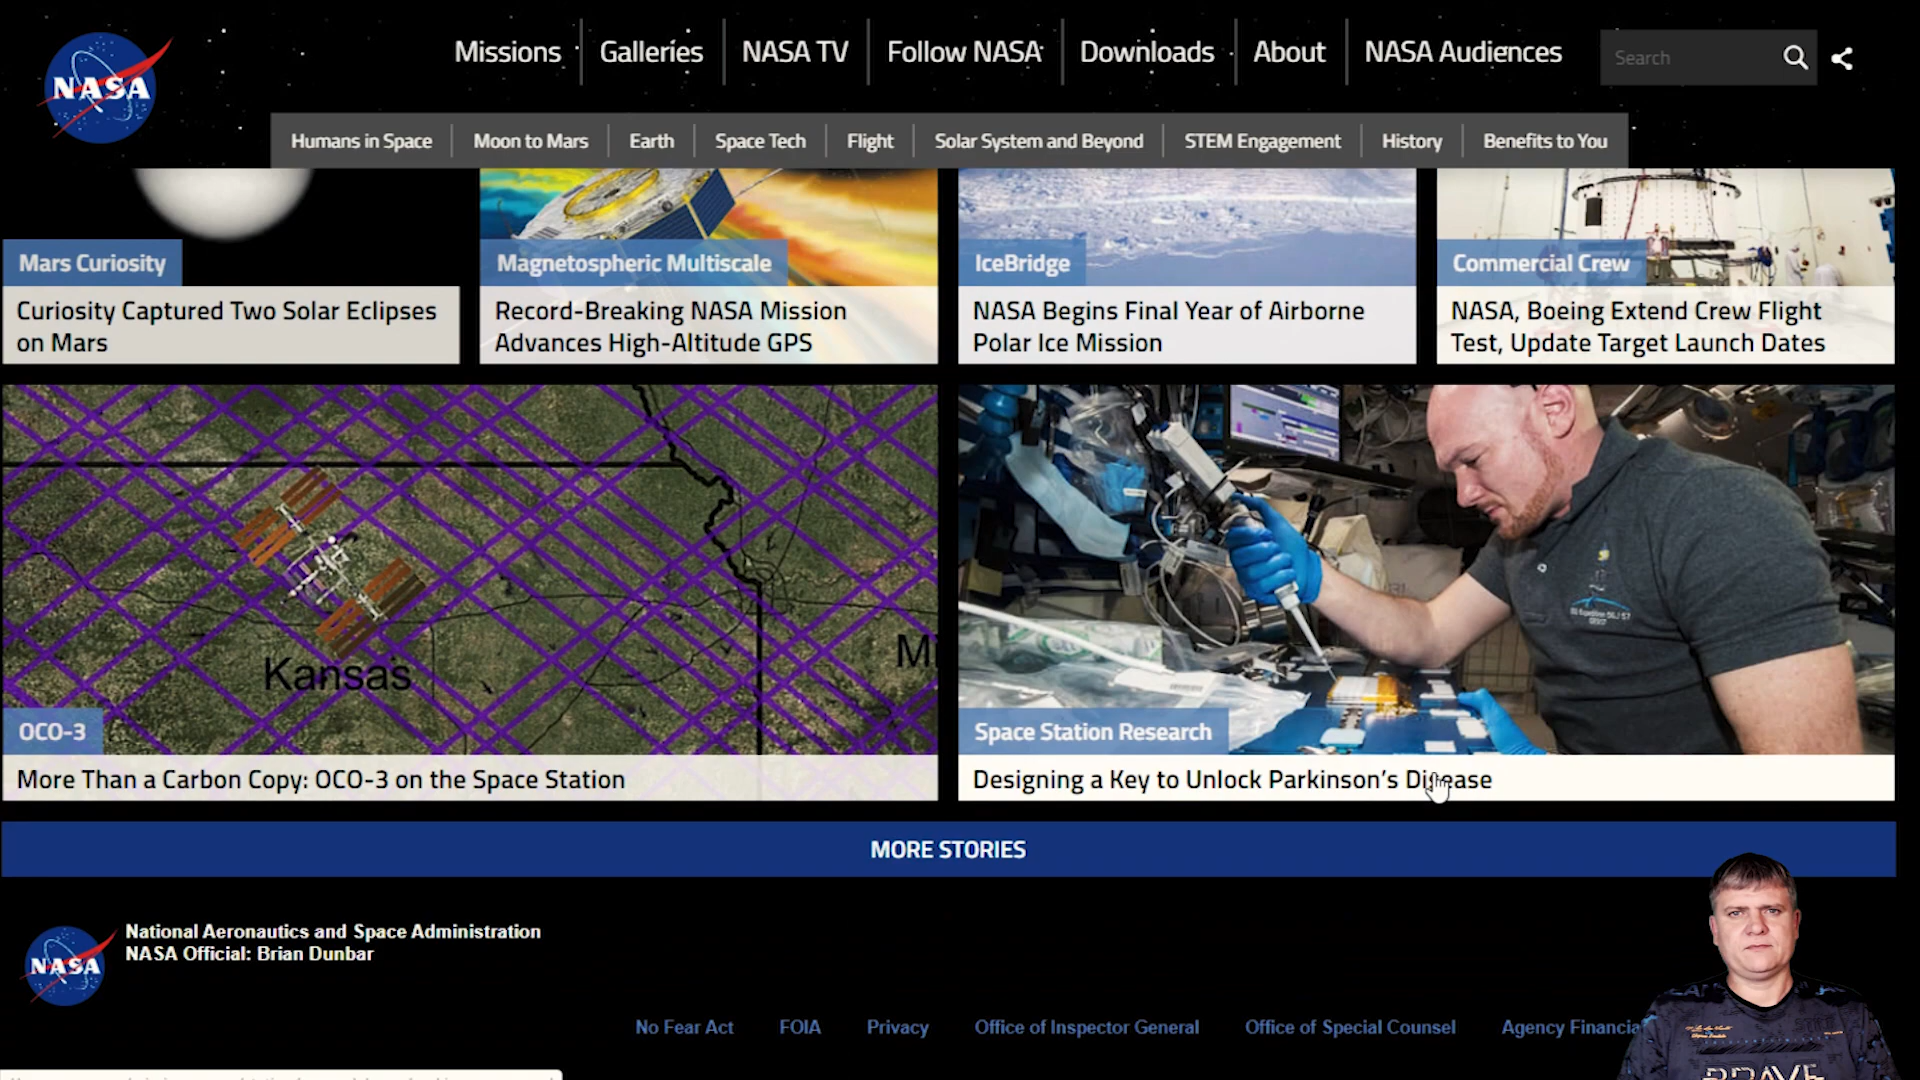 NASA
Missions
Galleries
NASA TV
Follow NASA
Downloads
About
NASA Audiences
Search
Humans in Space
Moon to Mars
Earth
Space Tech
Flight
Solar System and Beyond
STEM Engagement
History
Benefits to You
Mars Curiosity
Curiosity Captured Two Solar Eclipses
on Mars
Magnetospheric Multiscale
Record-Breaking NASA Mission
Advances High-Altitude GPS
IceBridge
NASA Begins Final Year of Airborne
Polar Ice Mission
Commercial Crew
NASA, Boeing Extend Crew Flight
Test, Update Target Launch Dates
Kansas
OCO-3
More Than a Carbon Copy: OCO-3 on the Space Station
Space Station Research
Designing a Key to Unlock Parkinson's Disease
MORE STORIES
NASA
National Aeronautics and Space Administration
NASA Official: Brian Dunbar
No Fear Act
FOIA
Privacy
Office of Inspector General
Office of Special Counsel
Agency Financia
BRAVE